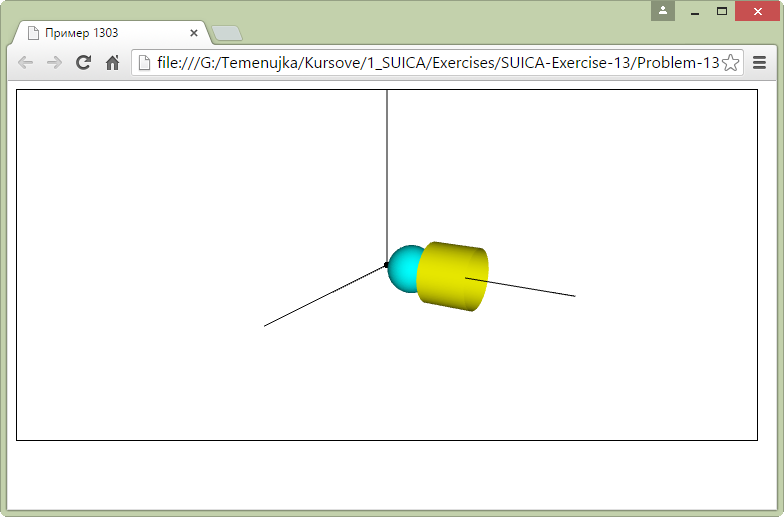 Пример 1303
file:///G:/Temenujka/Kursove/1_SUICA/Exercises/SUICA-Exercise-13/Problem-13